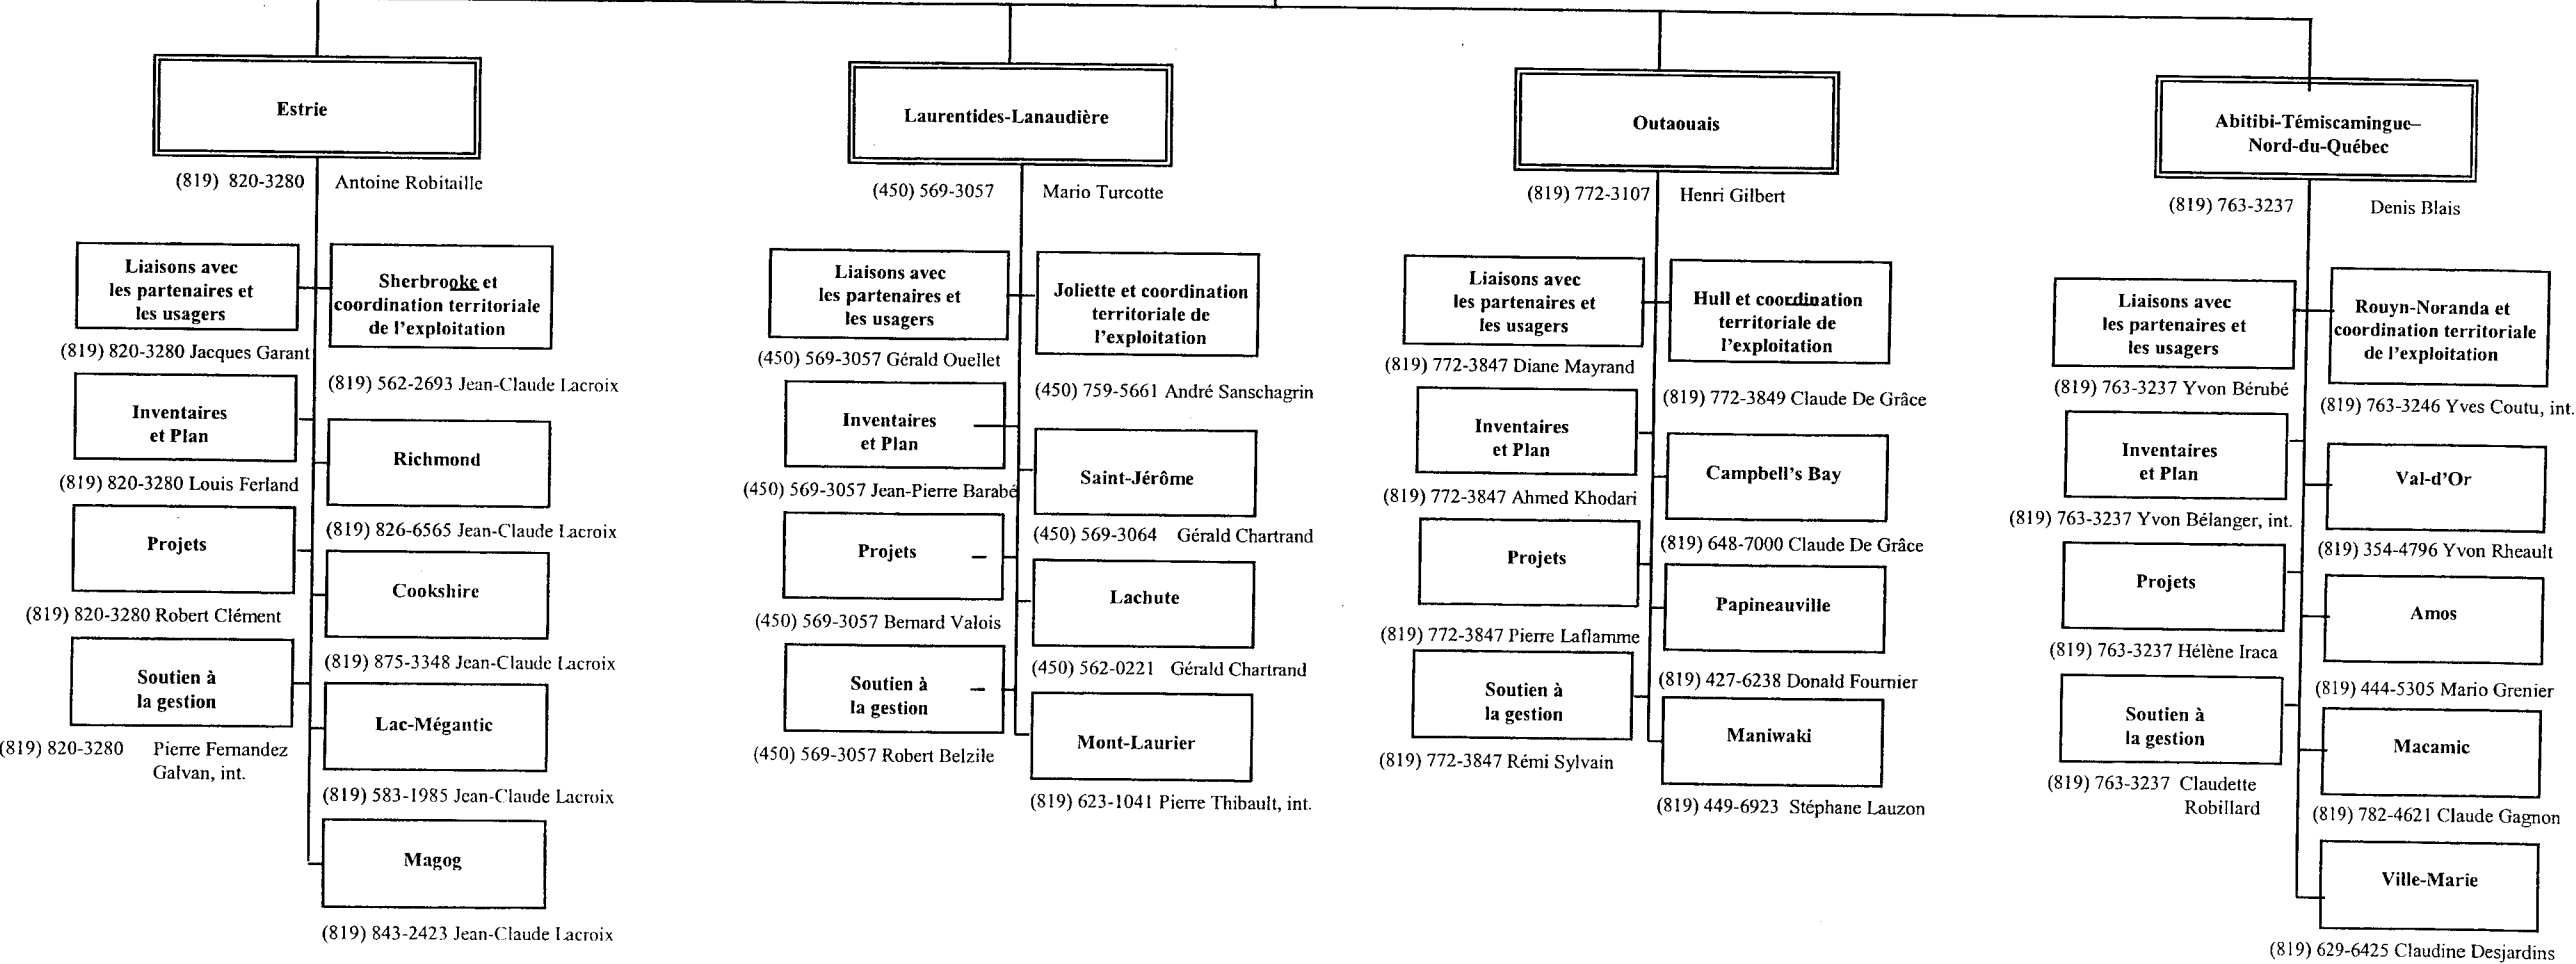 Estrie
(819) 820-3280 Antoine Robitaille
Liaisons avec
les partenaires et
les usagers
(819) 820-3280 Jacques Garant
Sherbrooke et
coordination territoriale
de l'exploitation
(819) 562-2693 Jean-Claude Lacroix
Inventaires
et Plan
(819) 820-3280 Louis Ferland
Richmond
(819) 826-6565 Jean-Claude Lacroix
Projets
(819) 820-3280 Robert Clément
Cookshire
(819) 875-3348 Jean-Claude Lacroix
Soutien à
la gestion
(819) 820-3280 Pierre Fernandez
Galvan, int.
Lac-Mégantic
(819) 583-1985 Jean-Claude Lacroix
Magog
(819) 843-2423 Jean-Claude Lacroix
Laurentides-Lanaudière
(450) 569-3057 Mario Turcotte
Liaisons avec
les partenaires et
les usagers
(450) 569-3057 Gérald Ouellet
Joliette et coordination
territoriale de
l'exploitation
(450) 759-5661 André Sanschagrin
Inventaires
et Plan
(450) 569-3057 Jean-Pierre Barabé
Saint-Jérôme
(450) 569-3064 Gérald Chartrand
Projets
(450) 569-3057 Bernard Valois
Lachute
(450) 562-0221 Gérald Chartrand
Soutien à
la gestion
(450) 569-3057 Robert Belzile
Mont-Laurier
(819) 623-1041 Pierre Thibault, int.
Outaouais
(819) 772-3107 Henri Gilbert
Liaisons avec
les partenaires et
les usagers
(819) 772-3847 Diane Mayrand
Hull et coordination
territoriale de
l'exploitation
(819) 772-3849 Claude De Grâce
Inventaires
et Plan
(819) 772-3847 Ahmed Khodari
Campbell's Bay
(819) 648-7000 Claude De Grâce
Projets
(819) 772-3847 Pierre Laflamme
Papineauville
(819) 427-6238 Donald Fournier
Soutien à
la gestion
(819) 772-3847 Rémi Sylvain
Maniwaki
(819) 449-6923 Stéphane Lauzon
Abitibi-Témiscamingue–
Nord-du-Québec
(819) 763-3237 Denis Blais
Liaisons avec
les partenaires et
les usagers
(819) 763-3237 Yvon Bérubé
Rouyn-Noranda et
coordination territoriale
de l'exploitation
(819) 763-3246 Yves Coutu, int.
Inventaires
et Plan
(819) 763-3237 Yvon Bélanger, int.
Val-d'Or
(819) 354-4796 Yvon Rheault
Projets
(819) 763-3237 Hélène Iraca
Amos
(819) 444-5305 Mario Grenier
Soutien à
la gestion
(819) 763-3237 Claudette
Robillard
Macamic
(819) 782-4621 Claude Gagnon
Ville-Marie
(819) 629-6425 Claudine Desjardins